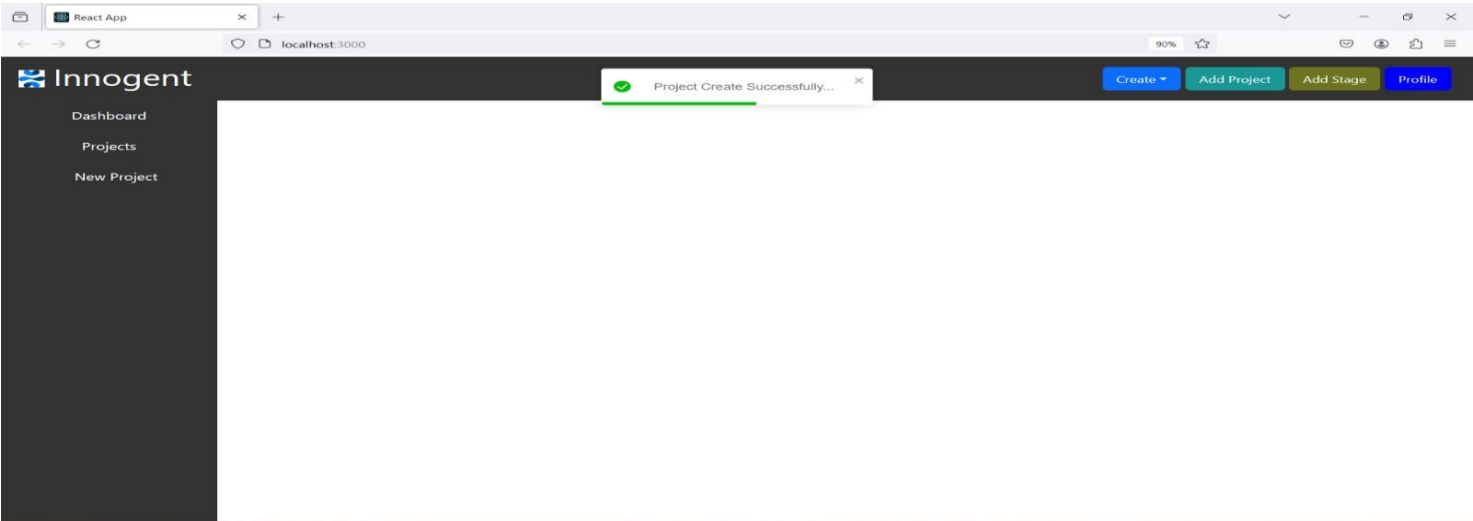 React App
localhost:3000
90%
Innogent
Project Create Successfully...
Create
Add Project
Add Stage
Profile
Dashboard
Projects
New Project